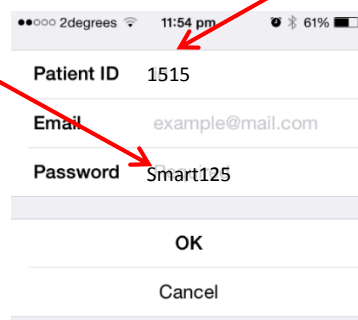 2degrees 11:54 pm 61%
Patient ID 1515
Email example@mail.com
Password Smart125
OK
Cancel